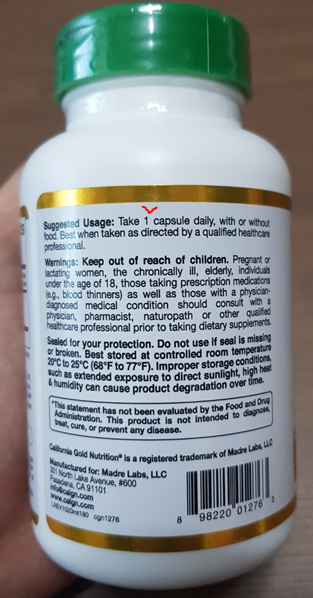 Suggested Usage: Take 1 capsule daily, with or without
food. Best when taken as directed by a qualified healthcare
professional.
Warnings: Keep out of reach of children. Pregnant or
lactating women, the chronically ill, elderly, individuals
under the age of 18, those taking prescription medications
(e.g., blood thinners) as well as those with a physician-
diagnosed medical condition should consult with a
physician, pharmacist, naturopath or other qualified
healthcare professional prior to taking dietary supplements.
Sealed for your protection. Do not use if seal is missing
or broken. Best stored at controlled room temperature
20°C to 25°C (68°F to 77°F). Improper storage conditions,
such as extended exposure to direct sunlight, high heat
& humidity can cause product degradation over time.
*This statement has not been evaluated by the Food and Drug
Administration. This product is not intended to diagnose,
treat, cure, or prevent any disease.
California Gold Nutrition® is a registered trademark of Madre Labs, LLC
Manufactured for: Madre Labs, LLC
301 North Lake Avenue, #600
Pasadena, CA 91101
info@calgn.com
www.calgn.com
cgn1276
8 98220 01276 3